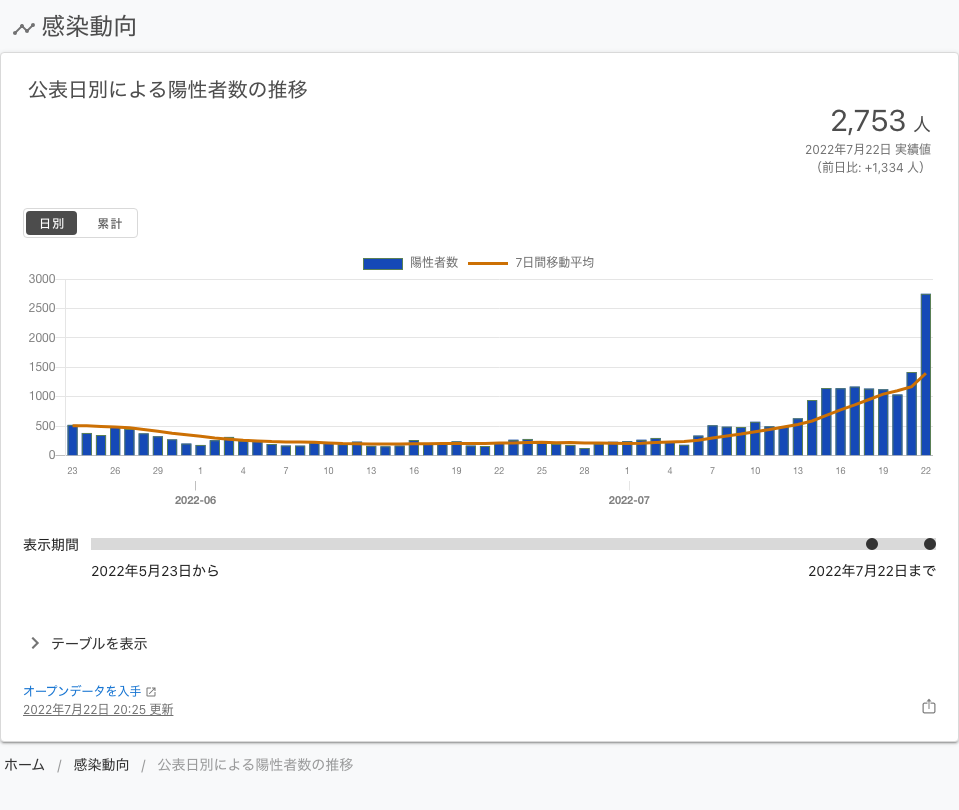 感染動向
公表日別による陽性者数の推移
2,753 人
2022年7月22日 実績値
（前日比: +1,334 人）
日別 累計
陽性者数 7日間移動平均
3000
2500
2000
1500
1000
500
0
23 26 29 1 4 7 10 13 16 19 22 25 28 1 4 7 10 13 16 19 22
2022-06 2022-07
表示期間
2022年5月23日から 2022年7月22日まで
テーブルを表示
オープンデータを入手
2022年7月22日 20:25 更新
ホーム / 感染動向 / 公表日別による陽性者数の推移